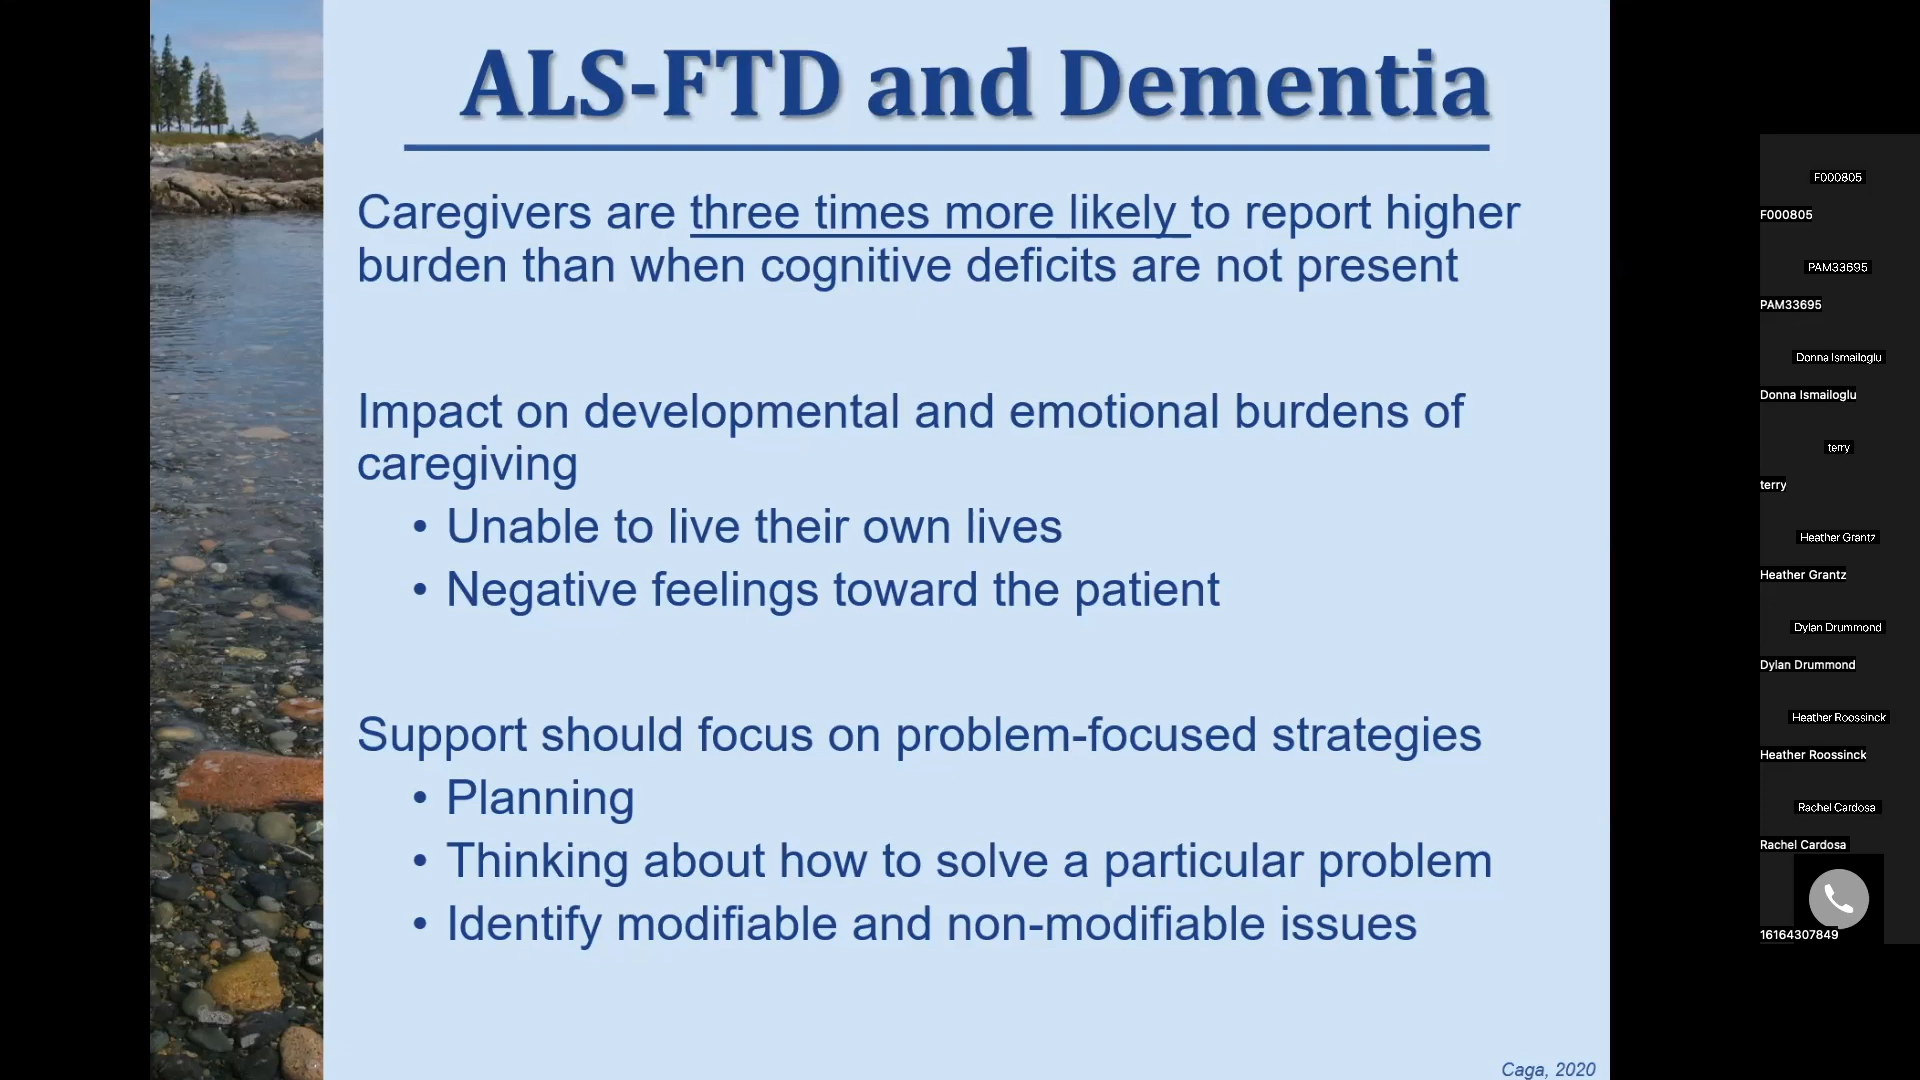 ALS-FTD and Dementia
Caregivers are three times more likely to report higher
burden than when cognitive deficits are not present
Impact on developmental and emotional burdens of
caregiving
• Unable to live their own lives
• Negative feelings toward the patient
Support should focus on problem-focused strategies
• Planning
• Thinking about how to solve a particular problem
• Identify modifiable and non-modifiable issues
Caga, 2020
F000805
F000805
PAM33695
PAM33695
Donna Ismailoglu
Donna Ismailoglu
terry
terry
Heather Grantz
Heather Grantz
Dylan Drummond
Dylan Drummond
Heather Roossinck
Heather Roossinck
Rachel Cardosa
Rachel Cardosa
16164307849